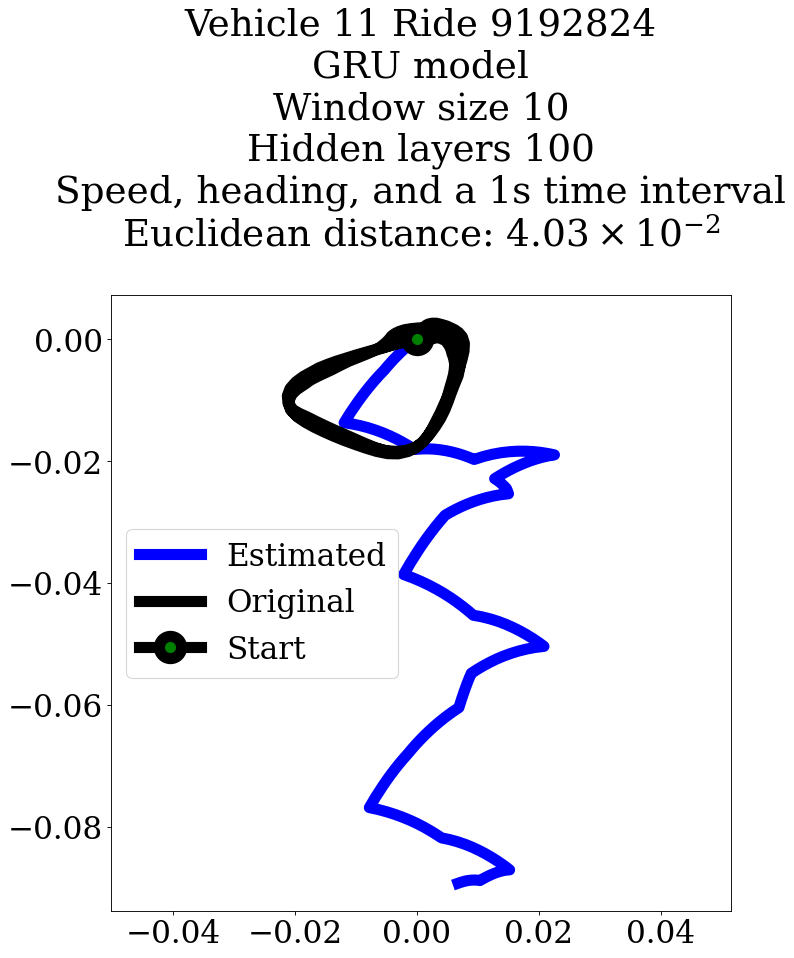 Vehicle 11 Ride 9192824
GRU model
Window size 10
Hidden layers 100
Speed, heading, and a 1s time interval
Euclidean distance: 4.03 × 10⁻²
0.00
−0.02
−0.04
−0.06
−0.08
Estimated
Original
Start
−0.04 −0.02 0.00 0.02 0.04